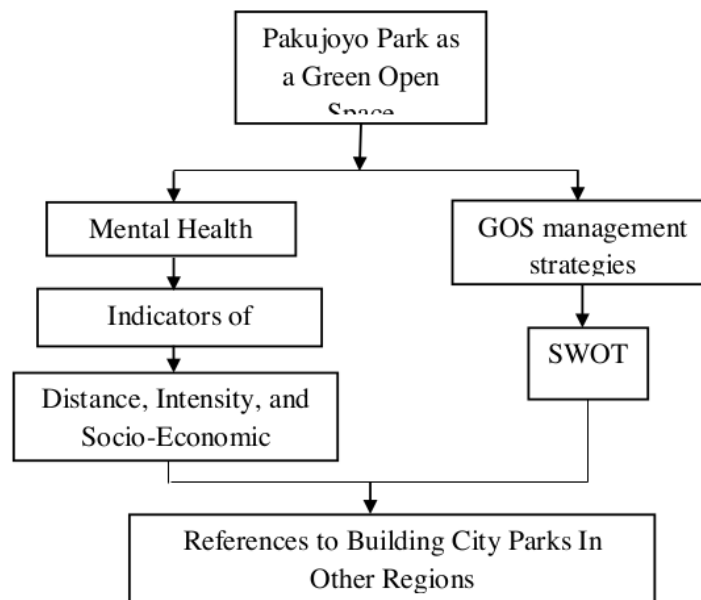 Pakujoyo Park as
a Green Open
Space
Mental Health
GOS management
strategies
Indicators of
SWOT
Distance, Intensity, and
Socio-Economic
References to Building City Parks In
Other Regions